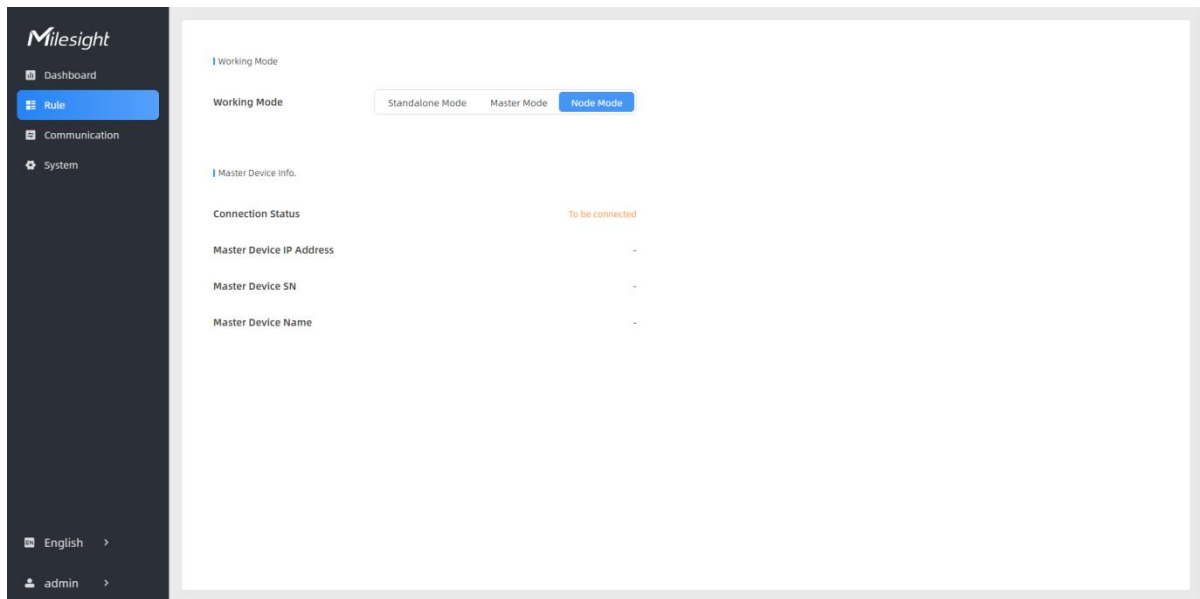 Milesight
Dashboard
Rule
Communication
System
EN English >
admin >
Working Mode
Working Mode Standalone Mode Master Mode Node Mode
Master Device Info.
Connection Status To be connected
Master Device IP Address -
Master Device SN -
Master Device Name -